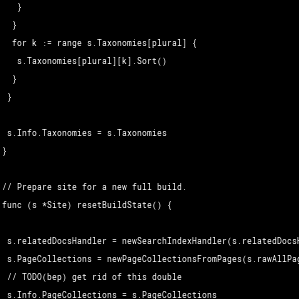 }
}
for k := range s.Taxonomies[plural] {
s.Taxonomies[plural][k].Sort()
}
}
s.Info.Taxonomies = s.Taxonomies
}
// Prepare site for a new full build.
func (s *Site) resetBuildState() {
s.relatedDocsHandler = newSearchIndexHandler(s.relatedDocsH
s.PageCollections = newPageCollectionsFromPages(s.rawAllPag
// TODO(bep) get rid of this double
s.Info.PageCollections = s.PageCollections